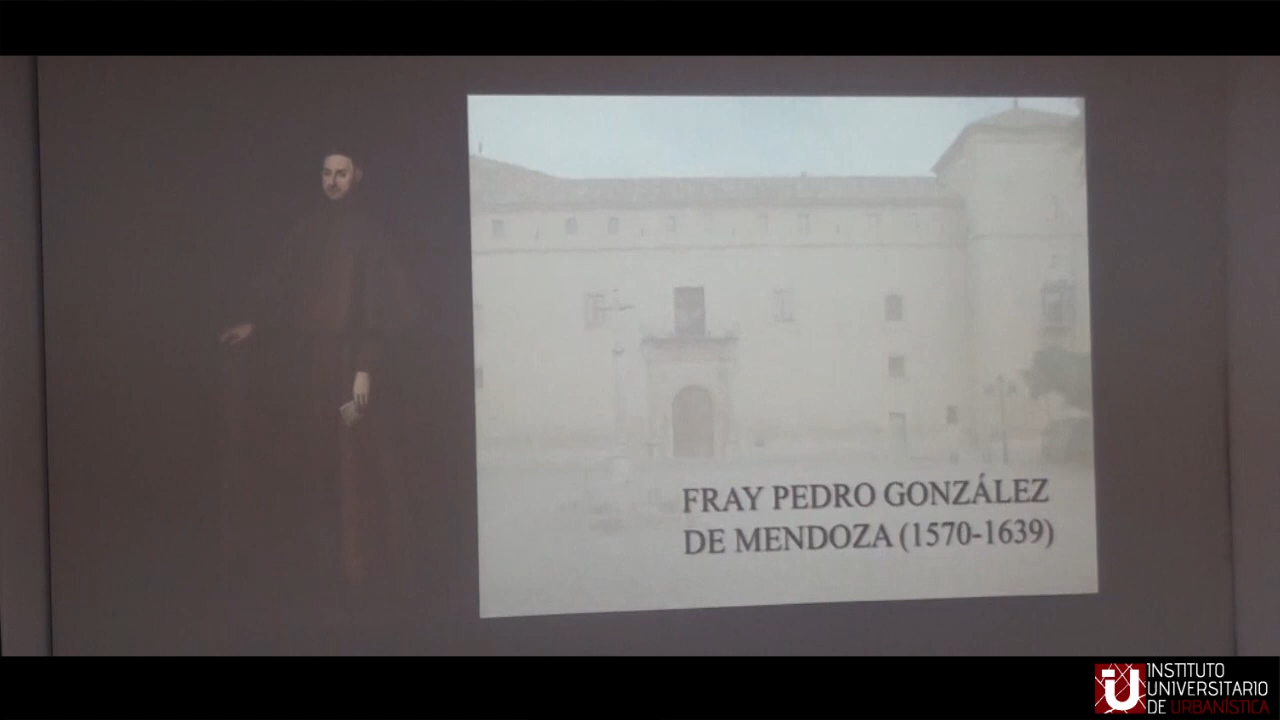 FRAY PEDRO GONZÁLEZ
DE MENDOZA (1570-1639)
INSTITUTO
UNIVERSITARIO
DE URBANÍSTICA